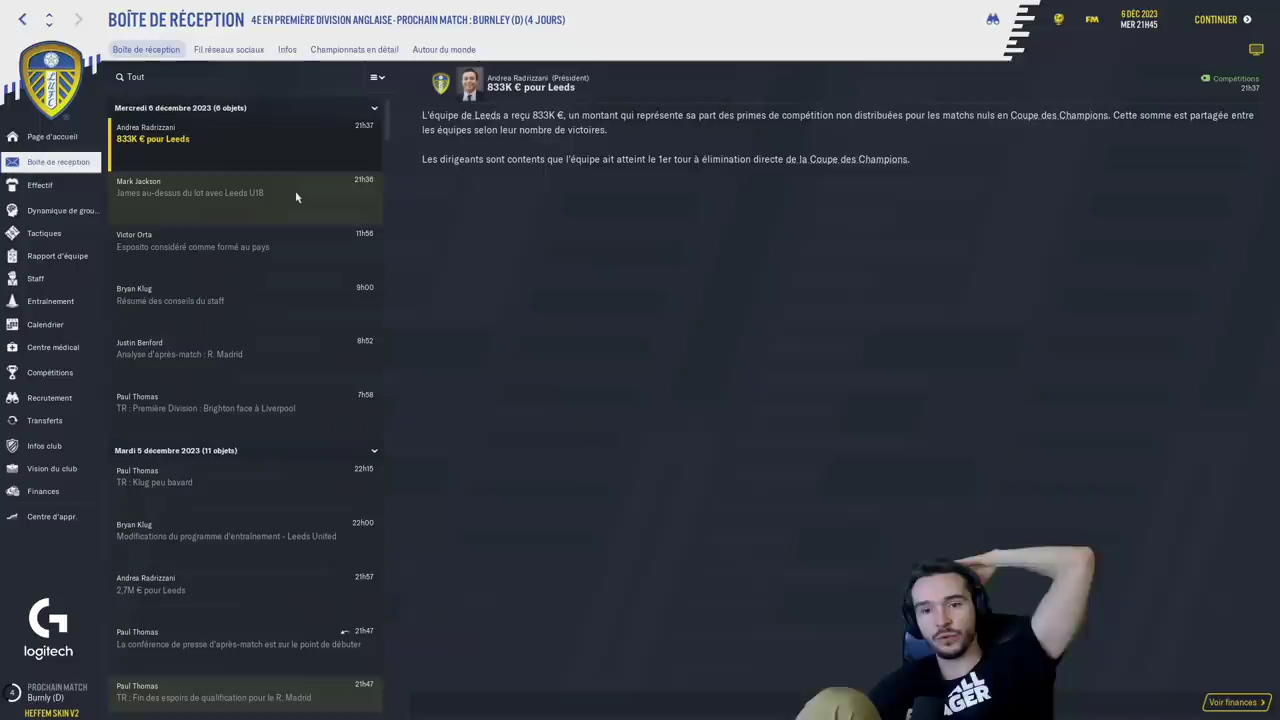 BOÎTE DE RÉCEPTION
4E EN PREMIÈRE DIVISION ANGLAISE - PROCHAIN MATCH : BURNLEY (D) (4 JOURS)
FM
6 DÉC 2023
MER 21H45
CONTINUER
Boîte de réception
Fil réseaux sociaux
Infos
Championnats en détail
Autour du monde
LUFC
Page d'accueil
Boîte de réception
Effectif
Dynamique de grou...
Tactiques
Rapport d'équipe
Staff
Entraînement
Calendrier
Centre médical
Compétitions
Recrutement
Transferts
Infos club
Vision du club
Finances
Centre d'appr.
logitech
4
PROCHAIN MATCH
Burnly (D)
HEFFEM SKIN V2
Tout
Mercredi 6 décembre 2023 (6 objets)
Andrea Radrizzani 21h37
833K € pour Leeds
Mark Jackson 21h36
James au-dessus du lot avec Leeds U18
Victor Orta 11h56
Esposito considéré comme formé au pays
Bryan Klug 9h00
Résumé des conseils du staff
Justin Benford 8h52
Analyse d'après-match : R. Madrid
Paul Thomas 7h58
TR : Première Division : Brighton face à Liverpool
Mardi 5 décembre 2023 (11 objets)
Paul Thomas 22h15
TR : Klug peu bavard
Bryan Klug 22h00
Modifications du programme d'entraînement - Leeds United
Andrea Radrizzani 21h57
2,7M € pour Leeds
Paul Thomas 21h47
La conférence de presse d'après-match est sur le point de débuter
Paul Thomas 21h47
TR : Fin des espoirs de qualification pour le R. Madrid
Andrea Radrizzani (Président)
833K € pour Leeds
Compétitions
21h37
L'équipe de Leeds a reçu 833K €, un montant qui représente sa part des primes de compétition non distribuées pour les matchs nuls en Coupe des Champions. Cette somme est partagée entre
les équipes selon leur nombre de victoires.
Les dirigeants sont contents que l'équipe ait atteint le 1er tour à élimination directe de la Coupe des Champions.
Voir finances